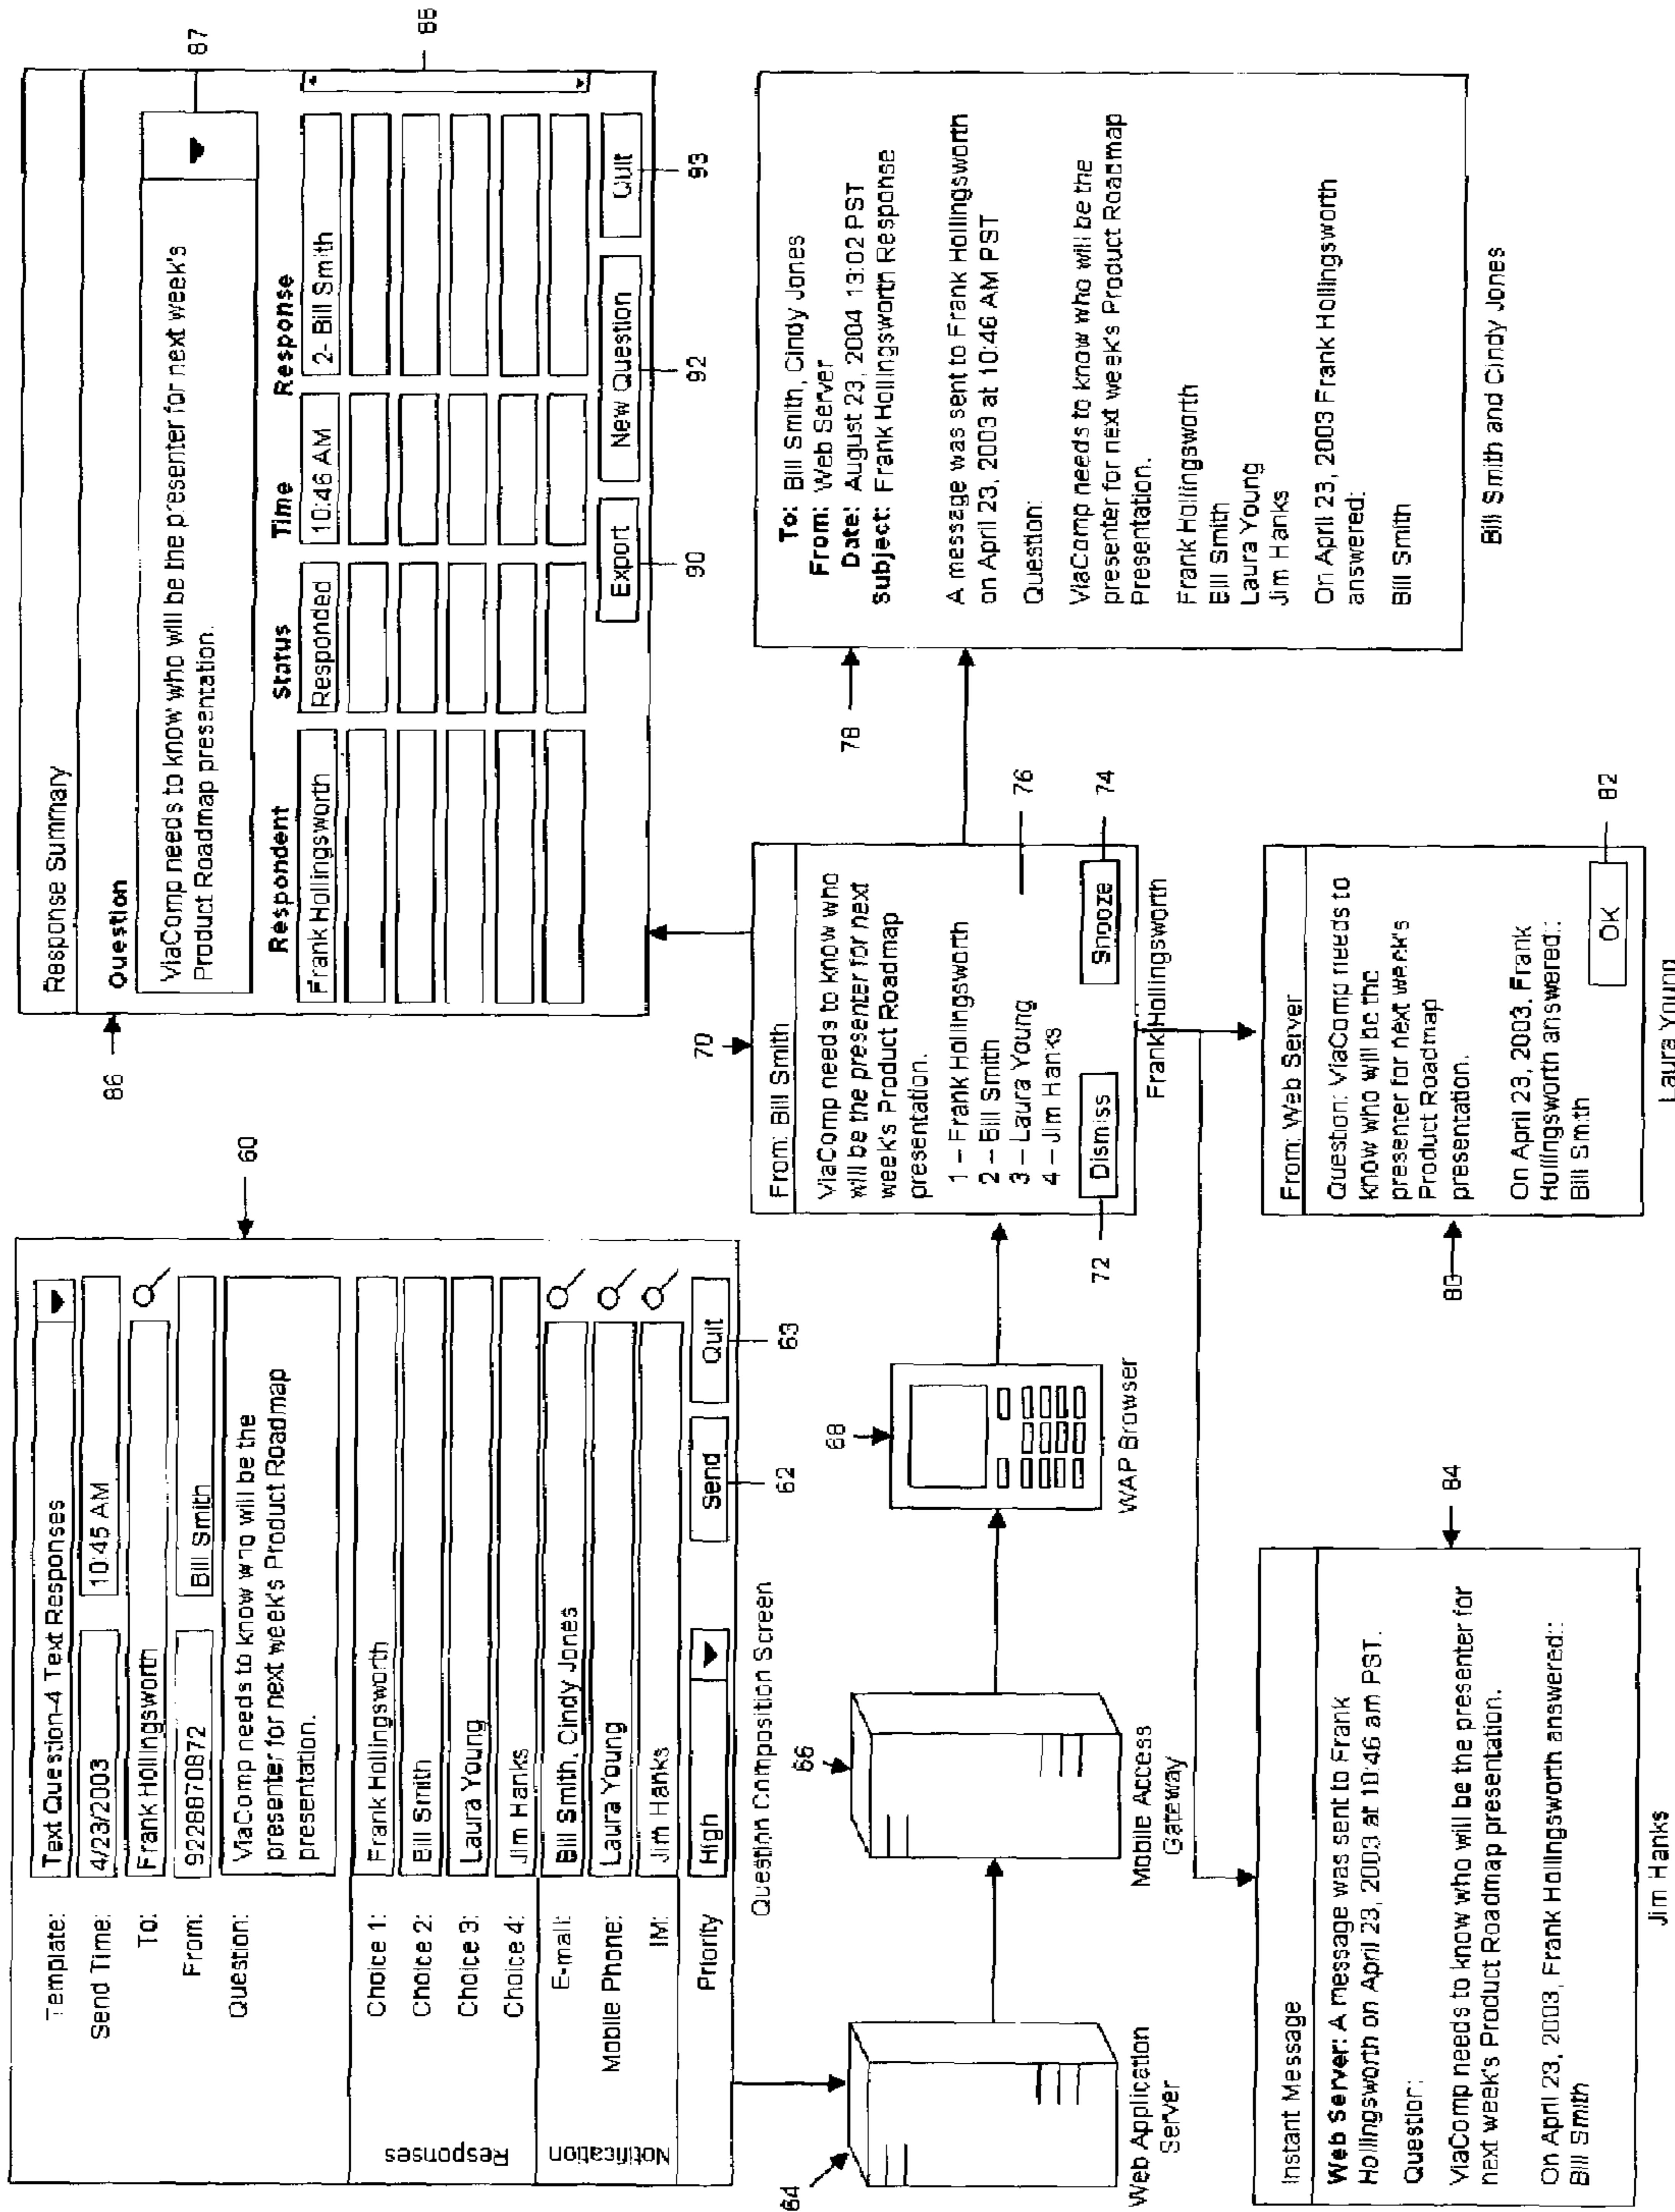 Template: Text Question-4 Text Responses
Send Time: 4/23/2003 10:45 AM
To: Frank Hollingsworth
From: 9228870872 Bill Smith
Question: ViaComp needs to know who will be the
presenter for next week's Product Roadmap
presentation.
Responses
Choice 1: Frank Hollingsworth
Choice 2: Bill Smith
Choice 3: Laura Young
Choice 4: Jim Hanks
Notification
E-mail: Bill Smith, Cindy Jones
Mobile Phone: Laura Young
IM: Jim Hanks
Priority High Send Quit
60
62
63
Question Composition Screen
86
Response Summary
Question
ViaComp needs to know who will be the presenter for next week's
Product Roadmap presentation.
87
Respondent Status Time Response
Frank Hollingsworth Responded 10:46 AM 2- Bill Smith
88
Export New Question Quit
90 92 93
64
Web Application
Server
66
Mobile Access
Gateway
68
WAP Browser
70
From: Bill Smith
ViaComp needs to know who
will be the presenter for next
week's Product Roadmap
presentation.
1 – Frank Hollingsworth
2 – Bill Smith
3 – Laura Young
4 – Jim Hanks
76
Dismiss Snooze
72
74
Frank Hollingsworth
78
To: Bill Smith, Cindy Jones
From: Web Server
Date: August 23, 2004 13:02 PST
Subject: Frank Hollingsworth Response
A message was sent to Frank Hollingsworth
on April 23, 2003 at 10:46 AM PST
Question:
ViaComp needs to know who will be the
presenter for next week's Product Roadmap
Presentation.
Frank Hollingsworth
Bill Smith
Laura Young
Jim Hanks
On April 23, 2003 Frank Hollingsworth
answered:
Bill Smith
Bill Smith and Cindy Jones
Instant Message
Web Server: A message was sent to Frank
Hollingsworth on April 23, 2003 at 10:46 am PST.
Question:
ViaComp needs to know who will be the presenter for
next week's Product Roadmap presentation.
On April 23, 2003, Frank Hollingsworth answered::
Bill Smith
84
Jim Hanks
80
From: Web Server
Question: ViaComp needs to
know who will be the
presenter for next week's
Product Roadmap
presentation.
On April 23, 2003. Frank
Hollingsworth answered::
Bill Smith
OK
82
Laura Young